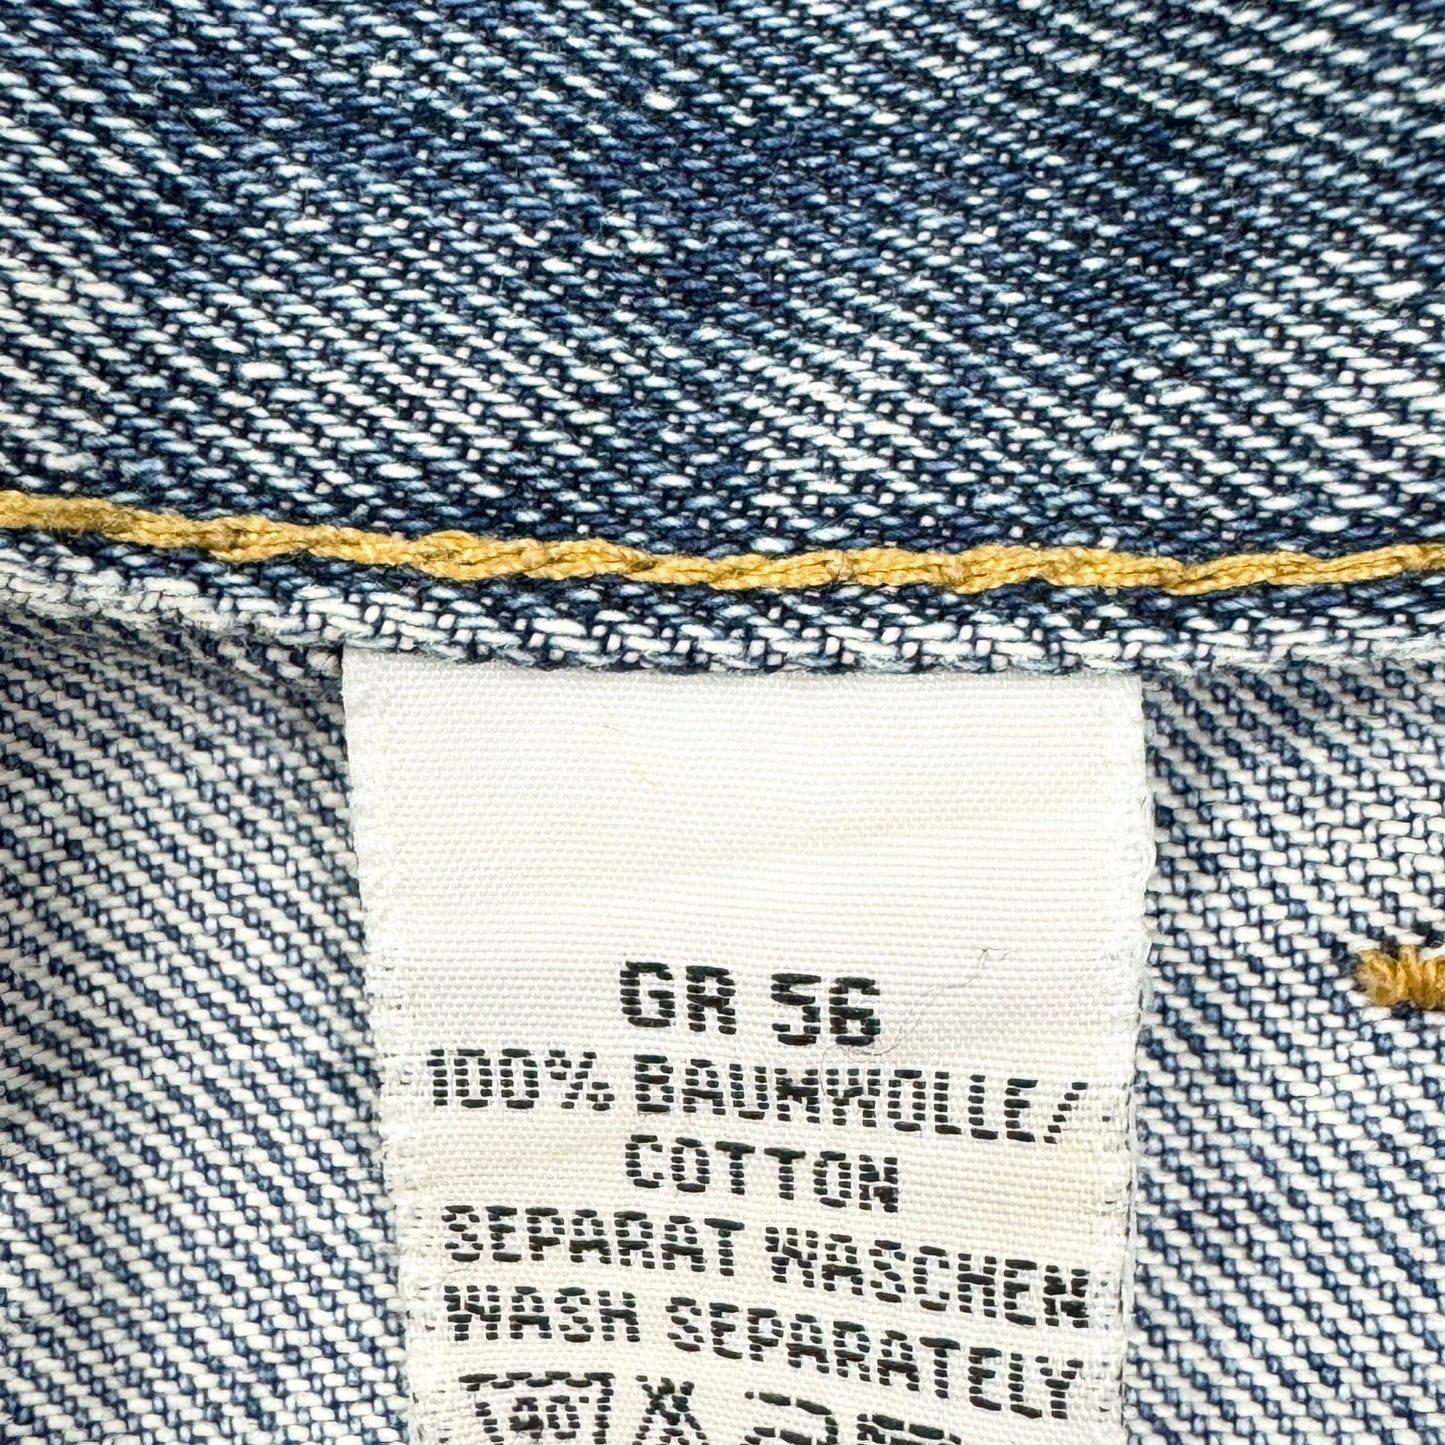 GR 56
100% BAUMWOLLE/
COTTON
SEPARAT WASCHEN
WASH SEPARATELY